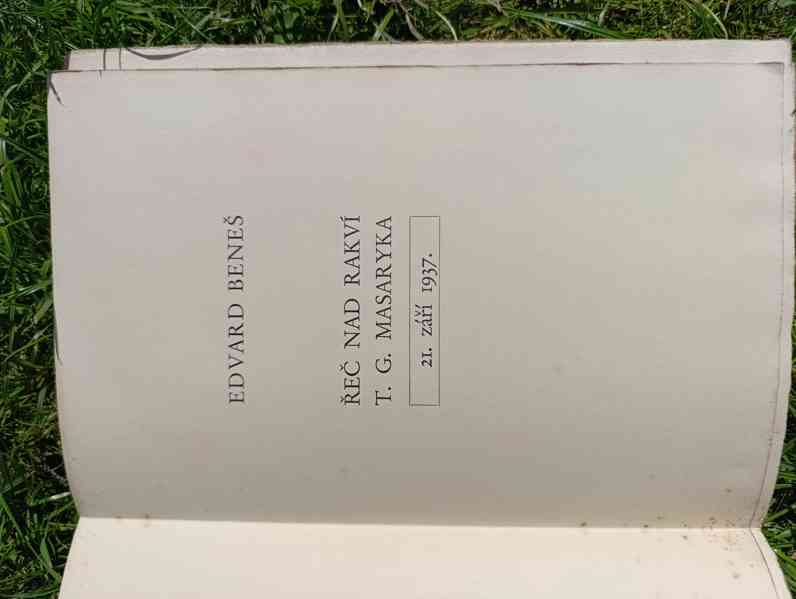 EDVARD BENEŠ
ŘEČ NAD RAKVÍ
T. G. MASARYKA
21. září 1937.